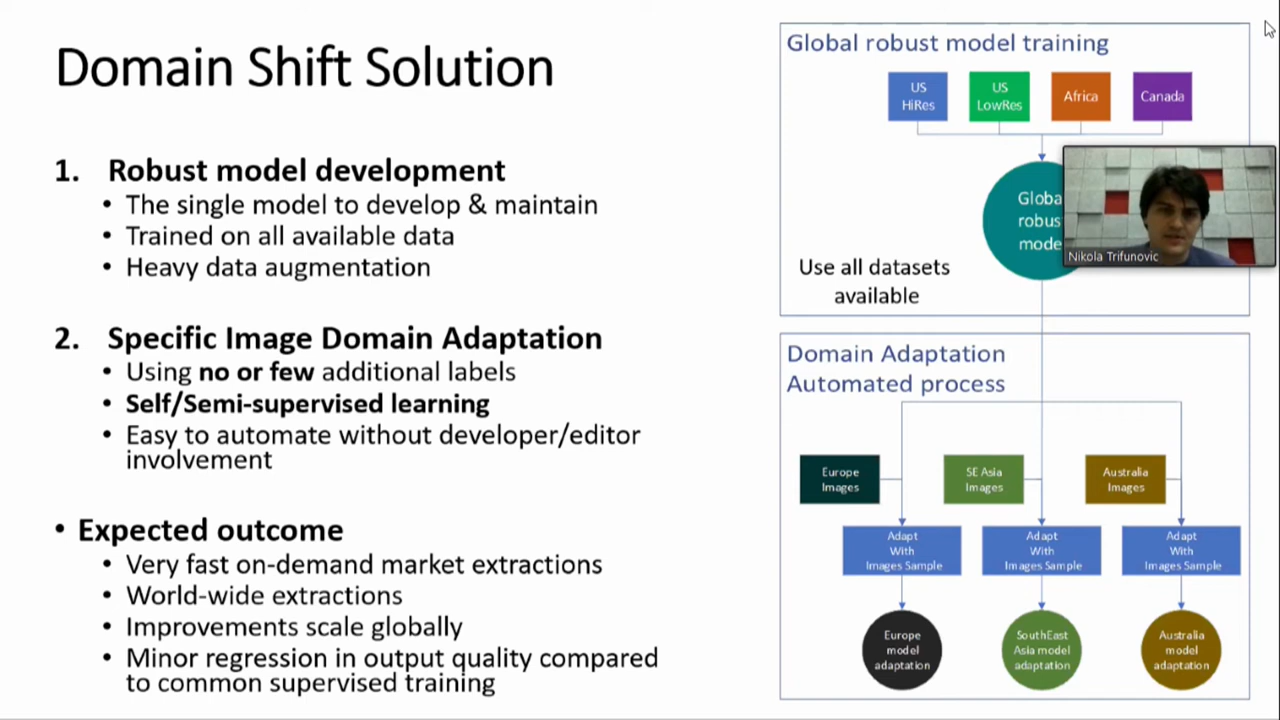 Domain Shift Solution
1. Robust model development
• The single model to develop & maintain
• Trained on all available data
• Heavy data augmentation
2. Specific Image Domain Adaptation
• Using no or few additional labels
• Self/Semi-supervised learning
• Easy to automate without developer/editor
involvement
• Expected outcome
• Very fast on-demand market extractions
• World-wide extractions
• Improvements scale globally
• Minor regression in output quality compared
to common supervised training
Global robust model training
US
HiRes
US
LowRes
Africa
Canada
Globa
robus
mode
Nikola Trifunovic
Use all datasets
available
Domain Adaptation
Automated process
Europe
Images
SE Asia
Images
Australia
Images
Adapt
With
Images Sample
Adapt
With
Images Sample
Adapt
With
Images Sample
Europe
model
adaptation
SouthEast
Asia model
adaptation
Australia
model
adaptation